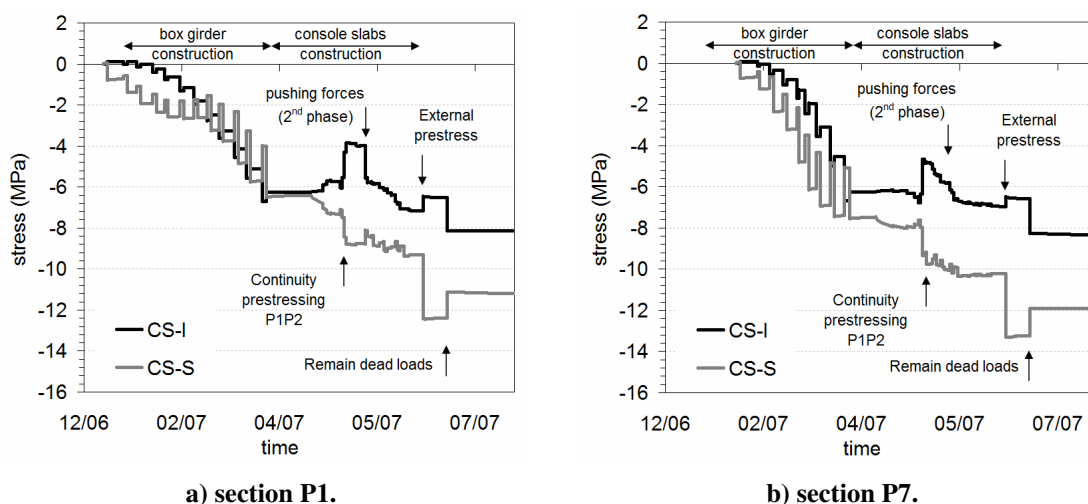 2
0
-2
-4
-6
-8
-10
-12
-14
-16
stress (MPa)
box girder
construction
console slabs
construction
pushing forces
(2nd phase)
External
prestress
Continuity
prestressing
P1P2
Remain dead loads
CS-I
CS-S
12/06
02/07
04/07
05/07
07/07
time
a) section P1.
2
0
-2
-4
-6
-8
-10
-12
-14
-16
stress (MPa)
box girder
construction
console slabs
construction
pushing forces
(2nd phase)
External
prestress
Continuity
prestressing
P1P2
Remain dead loads
CS-I
CS-S
12/06
02/07
04/07
05/07
07/07
time
b) section P7.